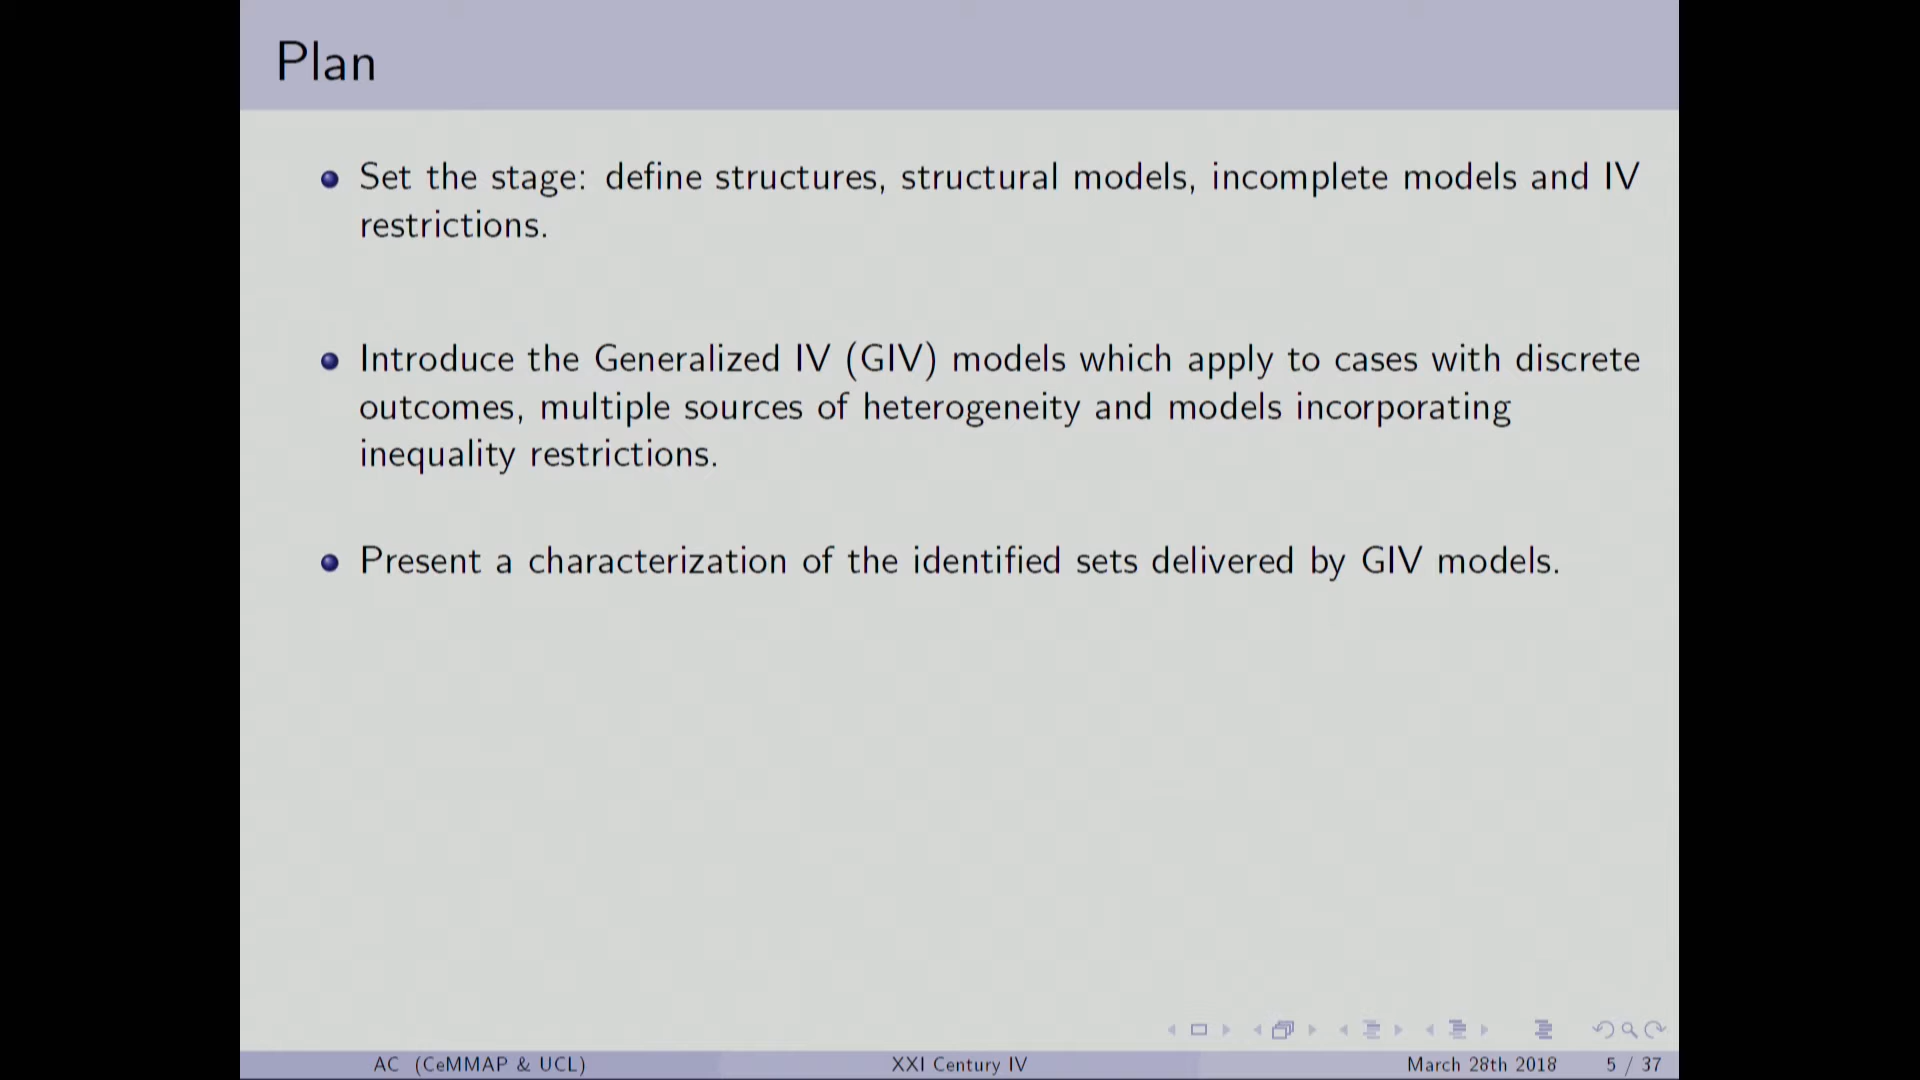 Plan
Set the stage: define structures, structural models, incomplete models and IV
restrictions.
Introduce the Generalized IV (GIV) models which apply to cases with discrete
outcomes, multiple sources of heterogeneity and models incorporating
inequality restrictions.
Present a characterization of the identified sets delivered by GIV models.
AC (CeMMAP & UCL)
XXI Century IV
March 28th 2018
5 / 37